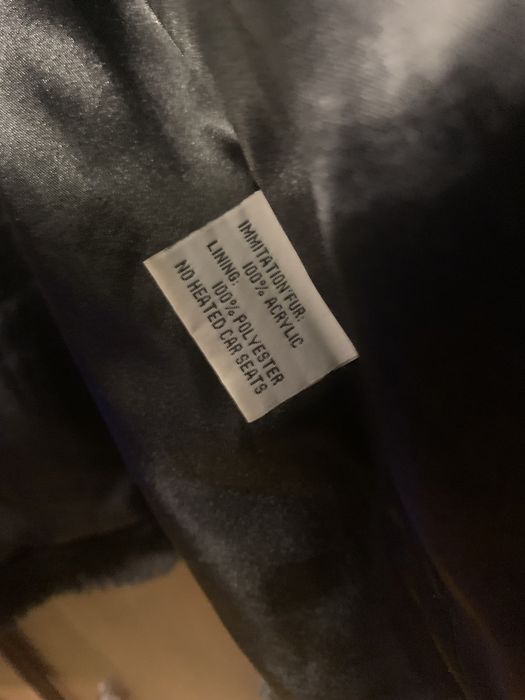 IMMITATION FUR:
100% ACRYLIC
LINING:
100% POLYESTER
NO HEATED CAR SEATS